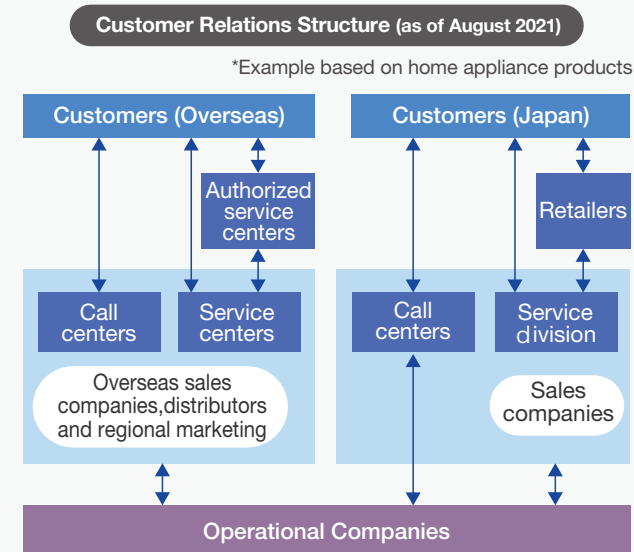 Customer Relations Structure (as of August 2021)
*Example based on home appliance products
Customers (Overseas)
Authorized
service
centers
Call
centers
Service
centers
Overseas sales
companies,distributors
and regional marketing
Customers (Japan)
Retailers
Call
centers
Service
division
Sales
companies
Operational Companies